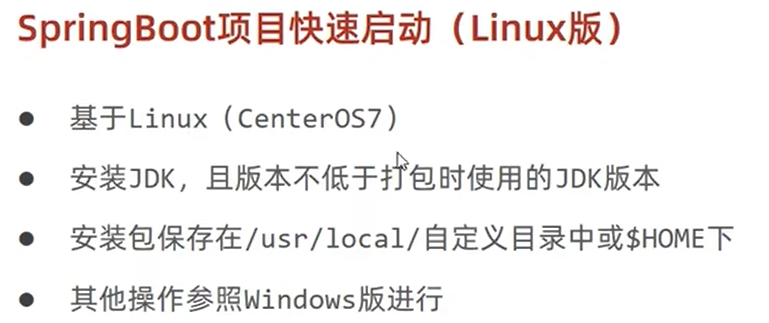 SpringBoot项目快速启动（Linux版）
● 基于Linux（CenterOS7）
● 安装JDK，且版本不低于打包时使用的JDK版本
● 安装包保存在/usr/local/自定义目录中或$HOME下
● 其他操作参照Windows版进行